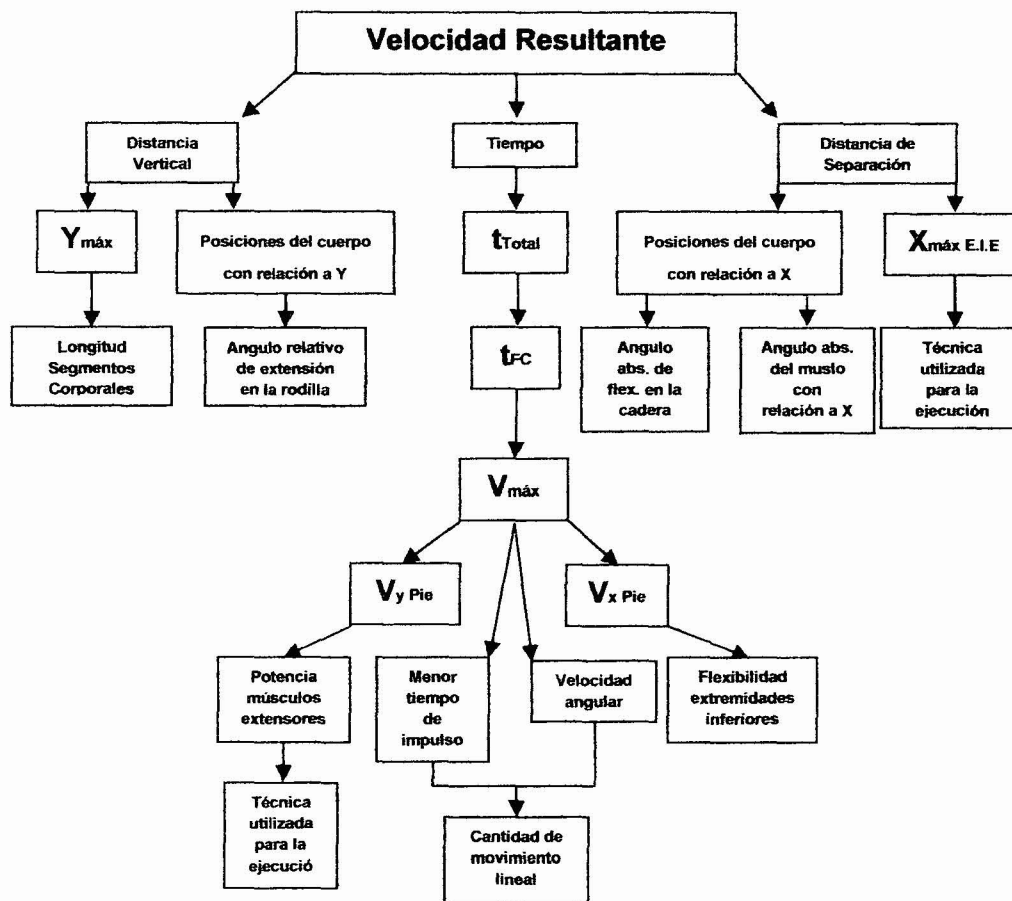 Velocidad Resultante
Distancia
Vertical
Tiempo
Distancia de
Separación
Ymáx
Posiciones del cuerpo
con relación a Y
tTotal
Posiciones del cuerpo
con relación a X
Xmáx E.I.E
Longitud
Segmentos
Corporales
Angulo relativo
de extensión
en la rodilla
tFC
Angulo
abs. de
flex. en la
cadera
Angulo abs.
del muslo
con
relación a X
Técnica
utilizada
para la
ejecución
Vmáx
Vy Pie
Vx Pie
Potencia
músculos
extensores
Menor
tiempo
de
impulso
Velocidad
angular
Flexibilidad
extremidades
inferiores
Técnica
utilizada
para la
ejecució
Cantidad de
movimiento
lineal